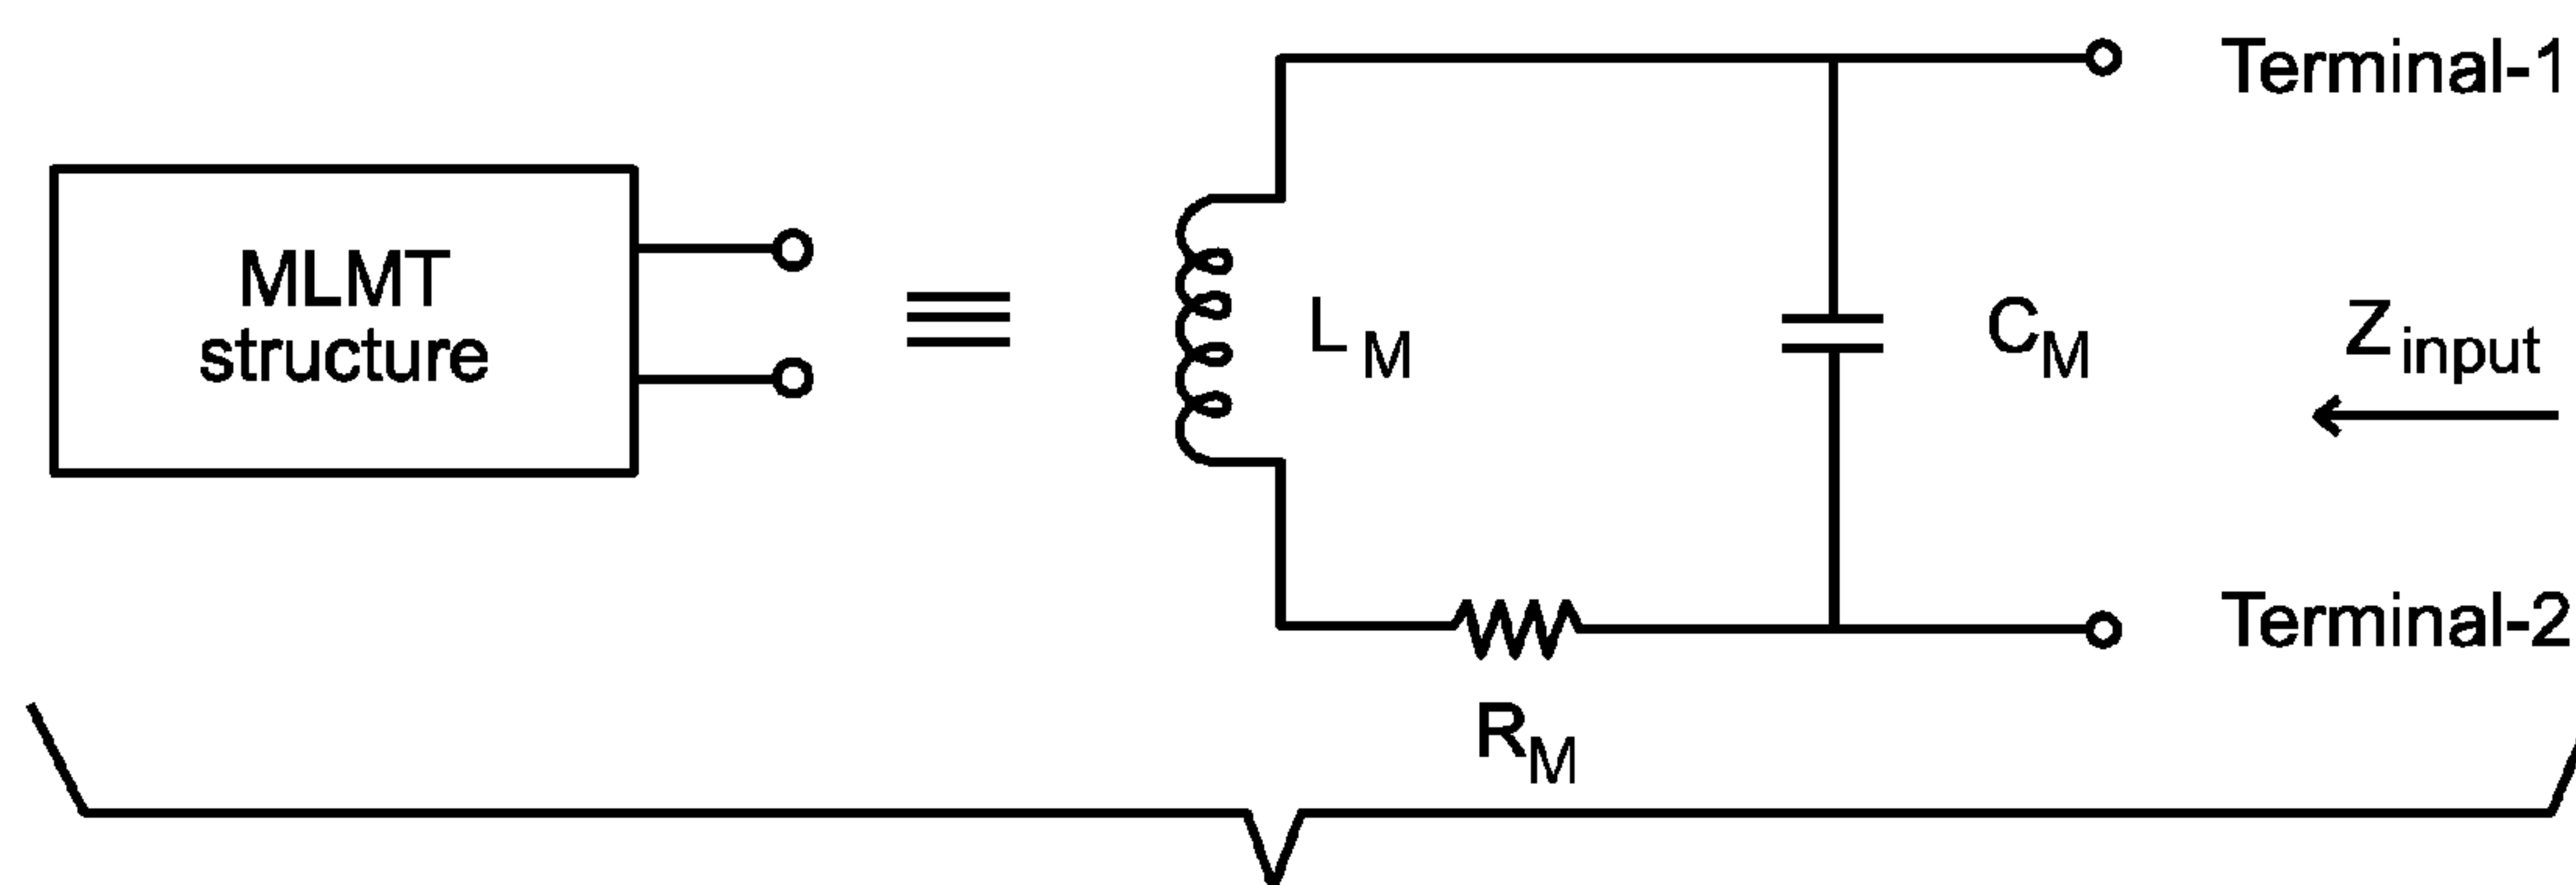 MLMT
structure
≡
L M
R M
C M
Terminal-1
Z input
Terminal-2